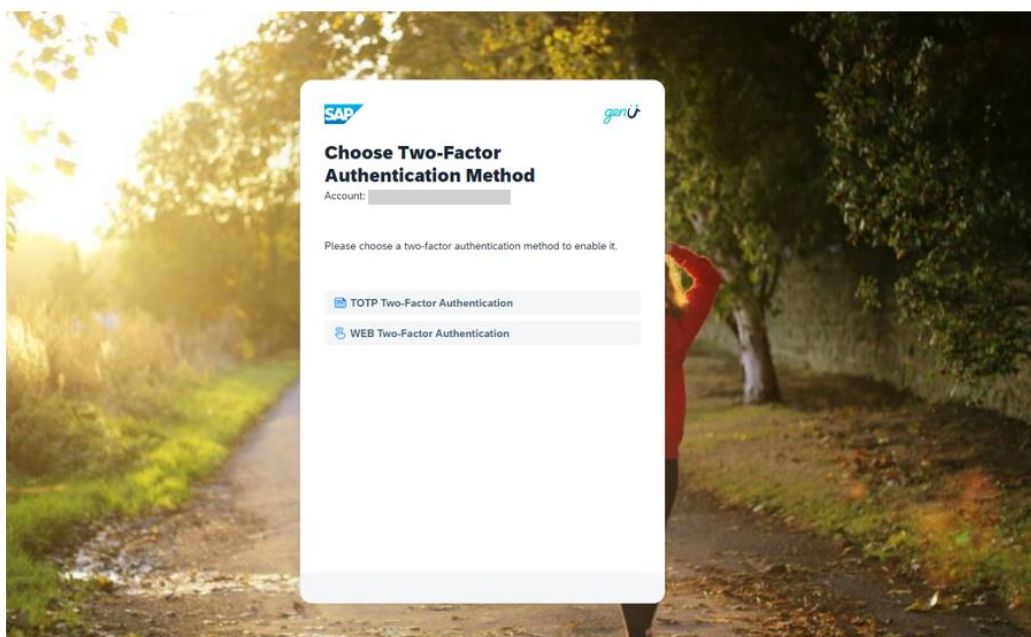 SAP
genU
Choose Two-Factor
Authentication Method
Account:
Please choose a two-factor authentication method to enable it.
TOTP Two-Factor Authentication
WEB Two-Factor Authentication